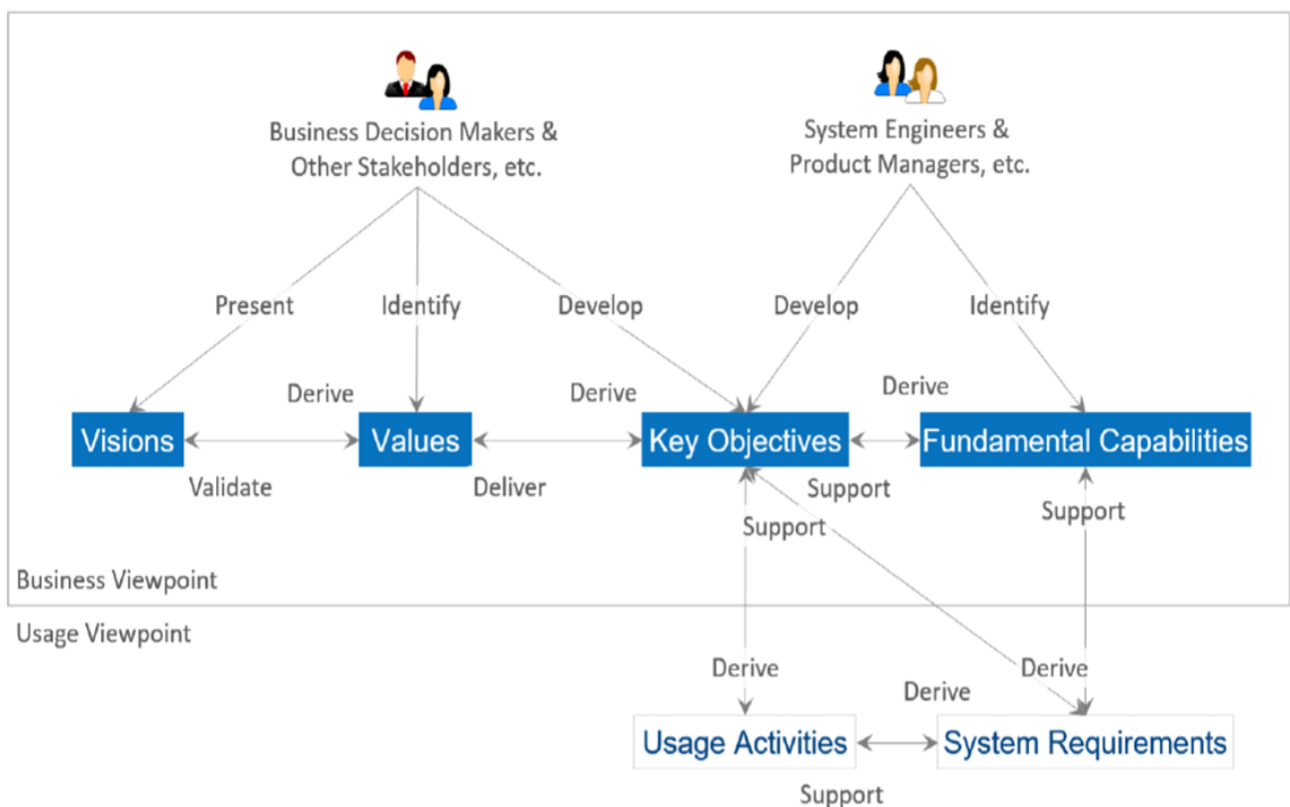 Business Decision Makers &
Other Stakeholders, etc.
System Engineers &
Product Managers, etc.
Present
Identify
Develop
Develop
Identify
Derive
Derive
Derive
Visions
Values
Key Objectives
Fundamental Capabilities
Validate
Deliver
Support
Support
Support
Business Viewpoint
Usage Viewpoint
Derive
Derive
Derive
Usage Activities
System Requirements
Support